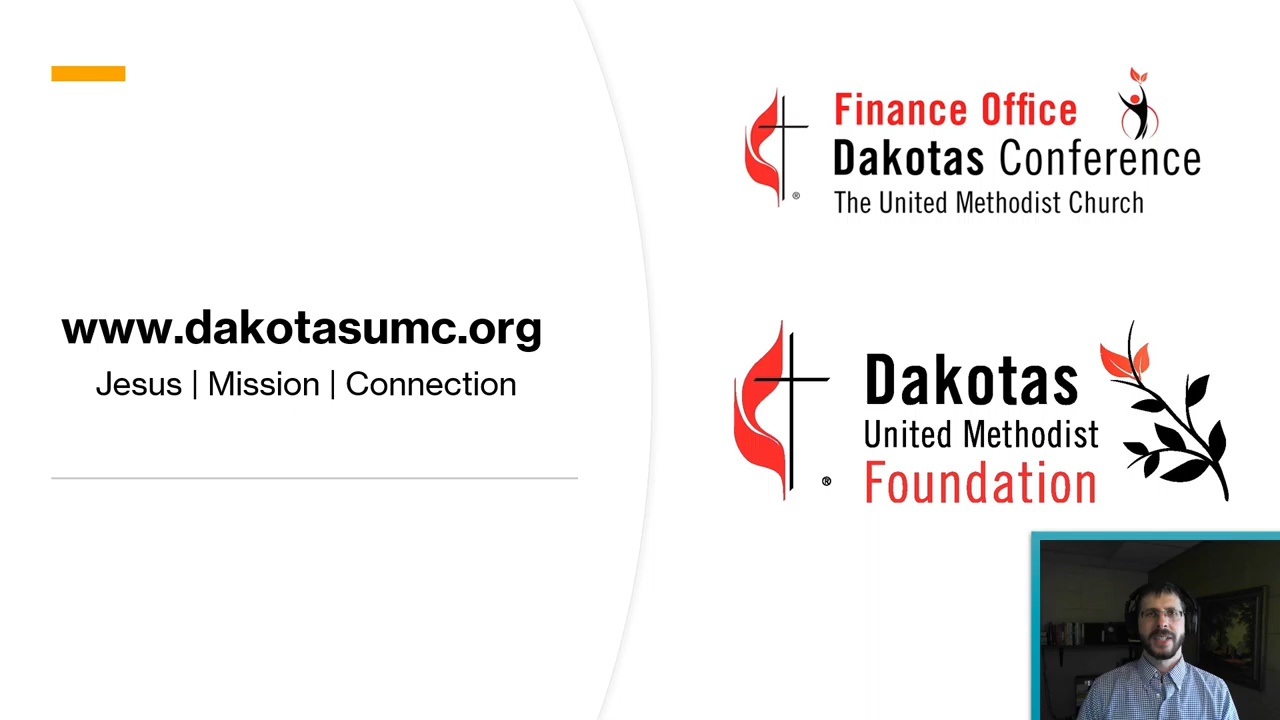 www.dakotasumc.org
Jesus | Mission | Connection
Finance Office
Dakotas Conference
The United Methodist Church
®
Dakotas
United Methodist
Foundation
®